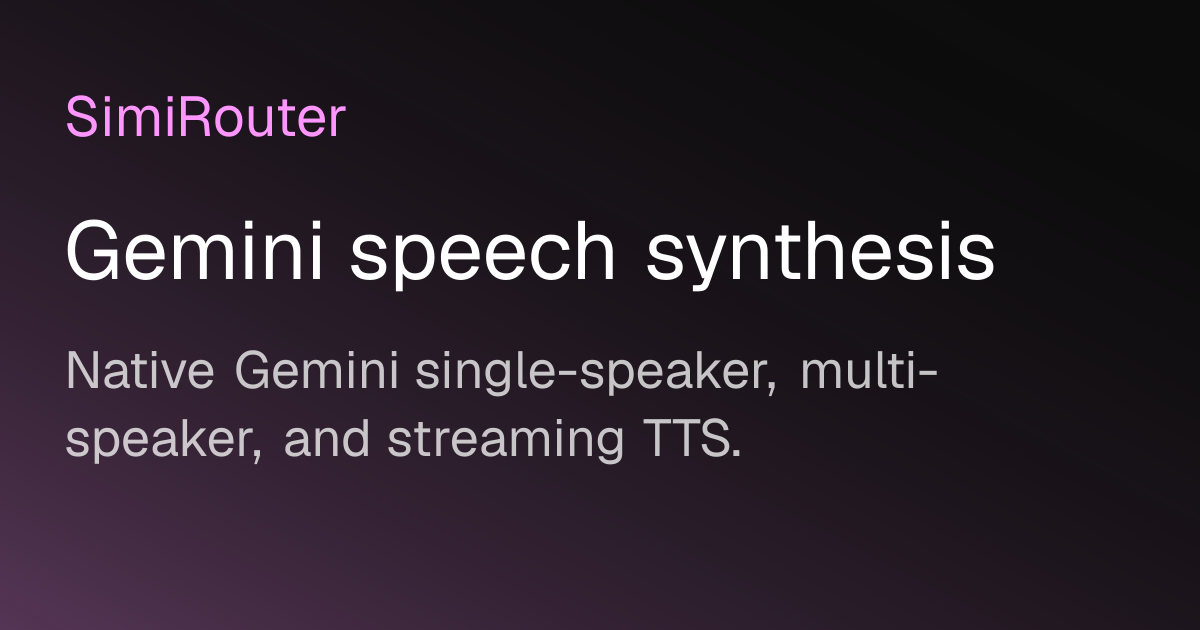 SimiRouter
Gemini speech synthesis
Native Gemini single-speaker, multi-
speaker, and streaming TTS.